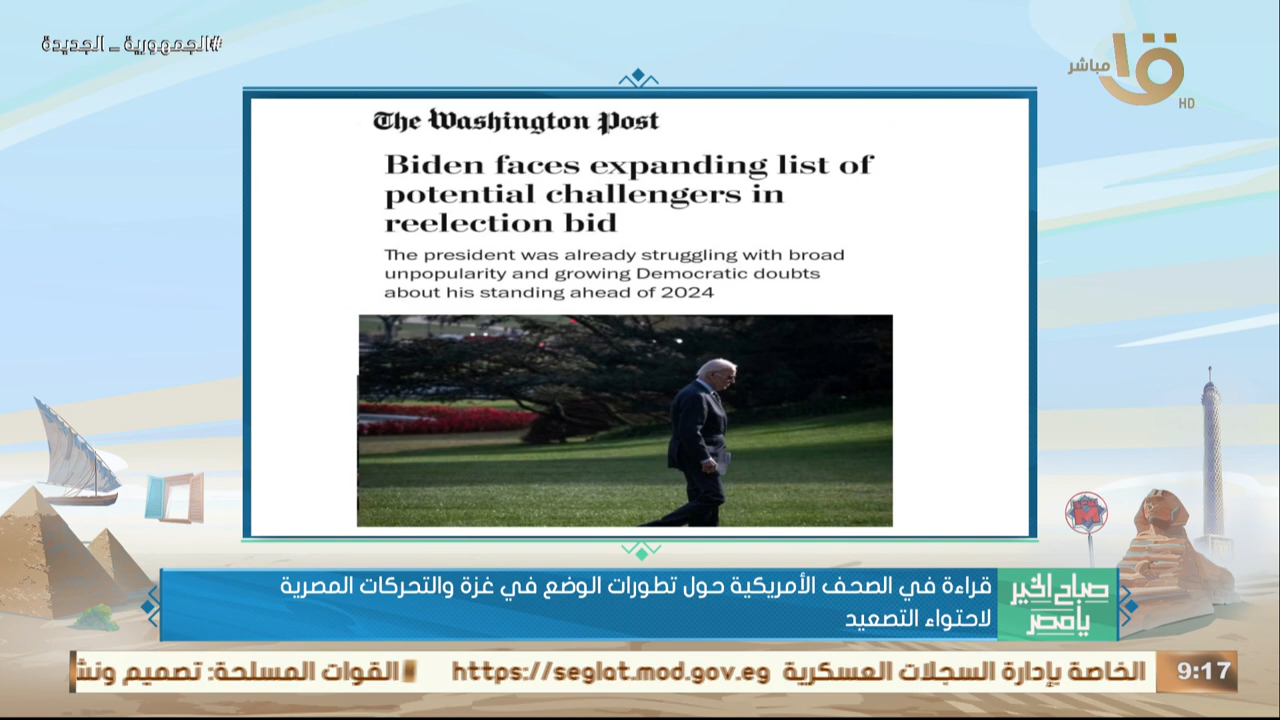 #الجمهورية_الجديدة
مباشر
HD
The Washington Post
Biden faces expanding list of
potential challengers in
reelection bid
The president was already struggling with broad
unpopularity and growing Democratic doubts
about his standing ahead of 2024
M
صباح الخير
يا مصر
قراءة في الصحف الأمريكية حول تطورات الوضع في غزة والتحركات المصرية
لاحتواء التصعيد
9:17
الخاصة بإدارة السجلات العسكرية https://seglat.mod.gov.eg القوات المسلحة: تصميم ونش